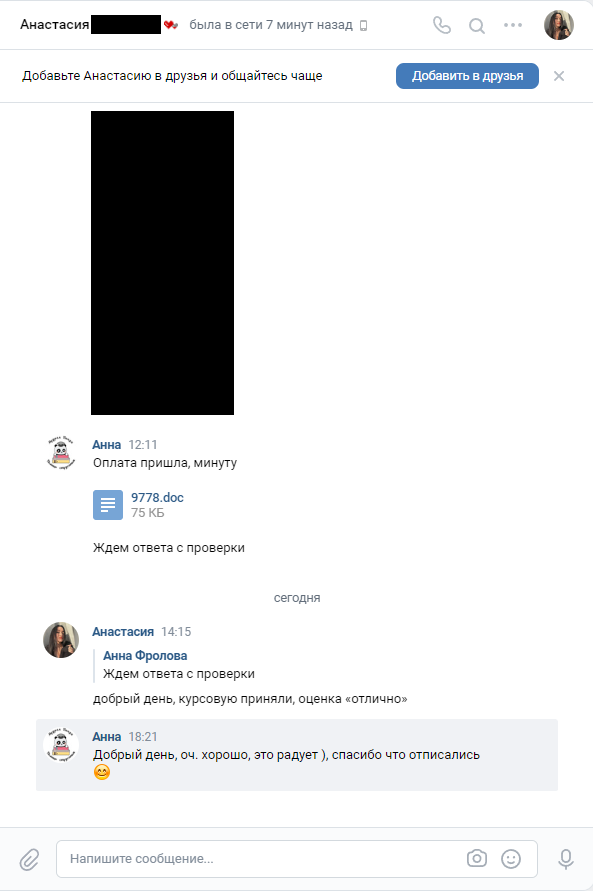 Анастасия
была в сети 7 минут назад
Добавьте Анастасию в друзья и общайтесь чаще
Добавить в друзья
Анна 12:11
Оплата пришла, минуту
9778.doc
75 КБ
Ждем ответа с проверки
сегодня
Анастасия 14:15
Анна Фролова
Ждем ответа с проверки
добрый день, курсовую приняли, оценка «отлично»
Анна 18:21
Добрый день, оч. хорошо, это радует ), спасибо что отписались
😊
Напишите сообщение...